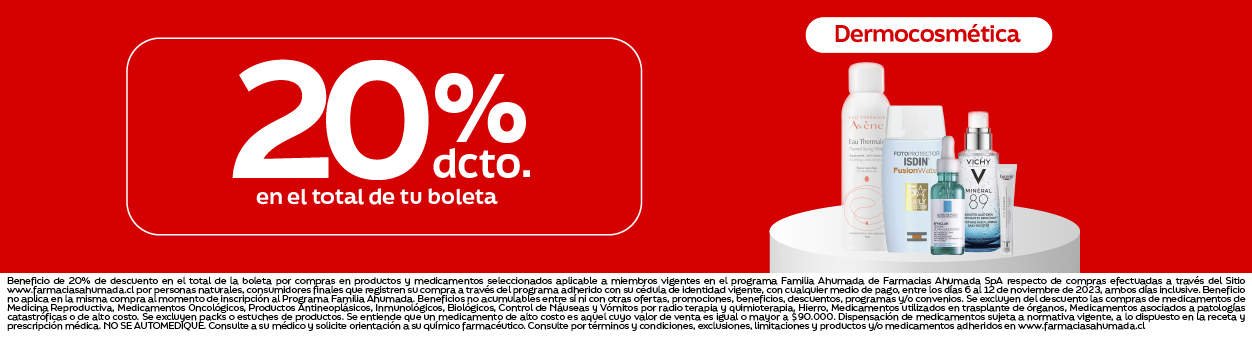 20%
dcto.
en el total de tu boleta
Dermocosmética
EAU THERMALE
Avène
Eau Thermale
FOTOPROTECTOR
ISDIN
FusionWater
VICHY
MINÉRAL
89
Beneficio de 20% de descuento en el total de la boleta por compras en productos y medicamentos seleccionados aplicable a miembros vigentes en el programa Familia Ahumada de Farmacias Ahumada SpA respecto de compras efectuadas a través del Sitio
www.farmaciasahumada.cl por personas naturales, consumidores finales que registren su compra a través del programa adherido con su cédula de identidad vigente, con cualquier medio de pago, entre los días 6 al 12 de noviembre de 2023, ambos días inclusive. Beneficio
no aplica en la misma compra al momento de inscripción al Programa Familia Ahumada. Beneficios no acumulables entre sí ni con otras ofertas, promociones, beneficios, descuentos, programas y/o convenios. Se excluyen del descuento las compras de medicamentos de
Medicina Reproductiva, Medicamentos Oncológicos, Productos Antineoplásicos, Inmunológicos, Biológicos, Control de Náuseas y Vómitos por radio terapia y quimioterapia, Hierro, Medicamentos utilizados en trasplante de órganos, Medicamentos asociados a patologías
catastróficas o de alto costo. Se excluyen packs o estuches de productos. Se entiende que un medicamento de alto costo es aquel cuyo valor de venta es igual o mayor a $90.000. Dispensación de medicamentos sujeta a normativa vigente, a lo dispuesto en la receta y
prescripción médica. NO SE AUTOMEDIQUE. Consulte a su médico y solicite orientación a su químico farmacéutico. Consulte por términos y condiciones, exclusiones, limitaciones y productos y/o medicamentos adheridos en www.farmaciasahumada.cl